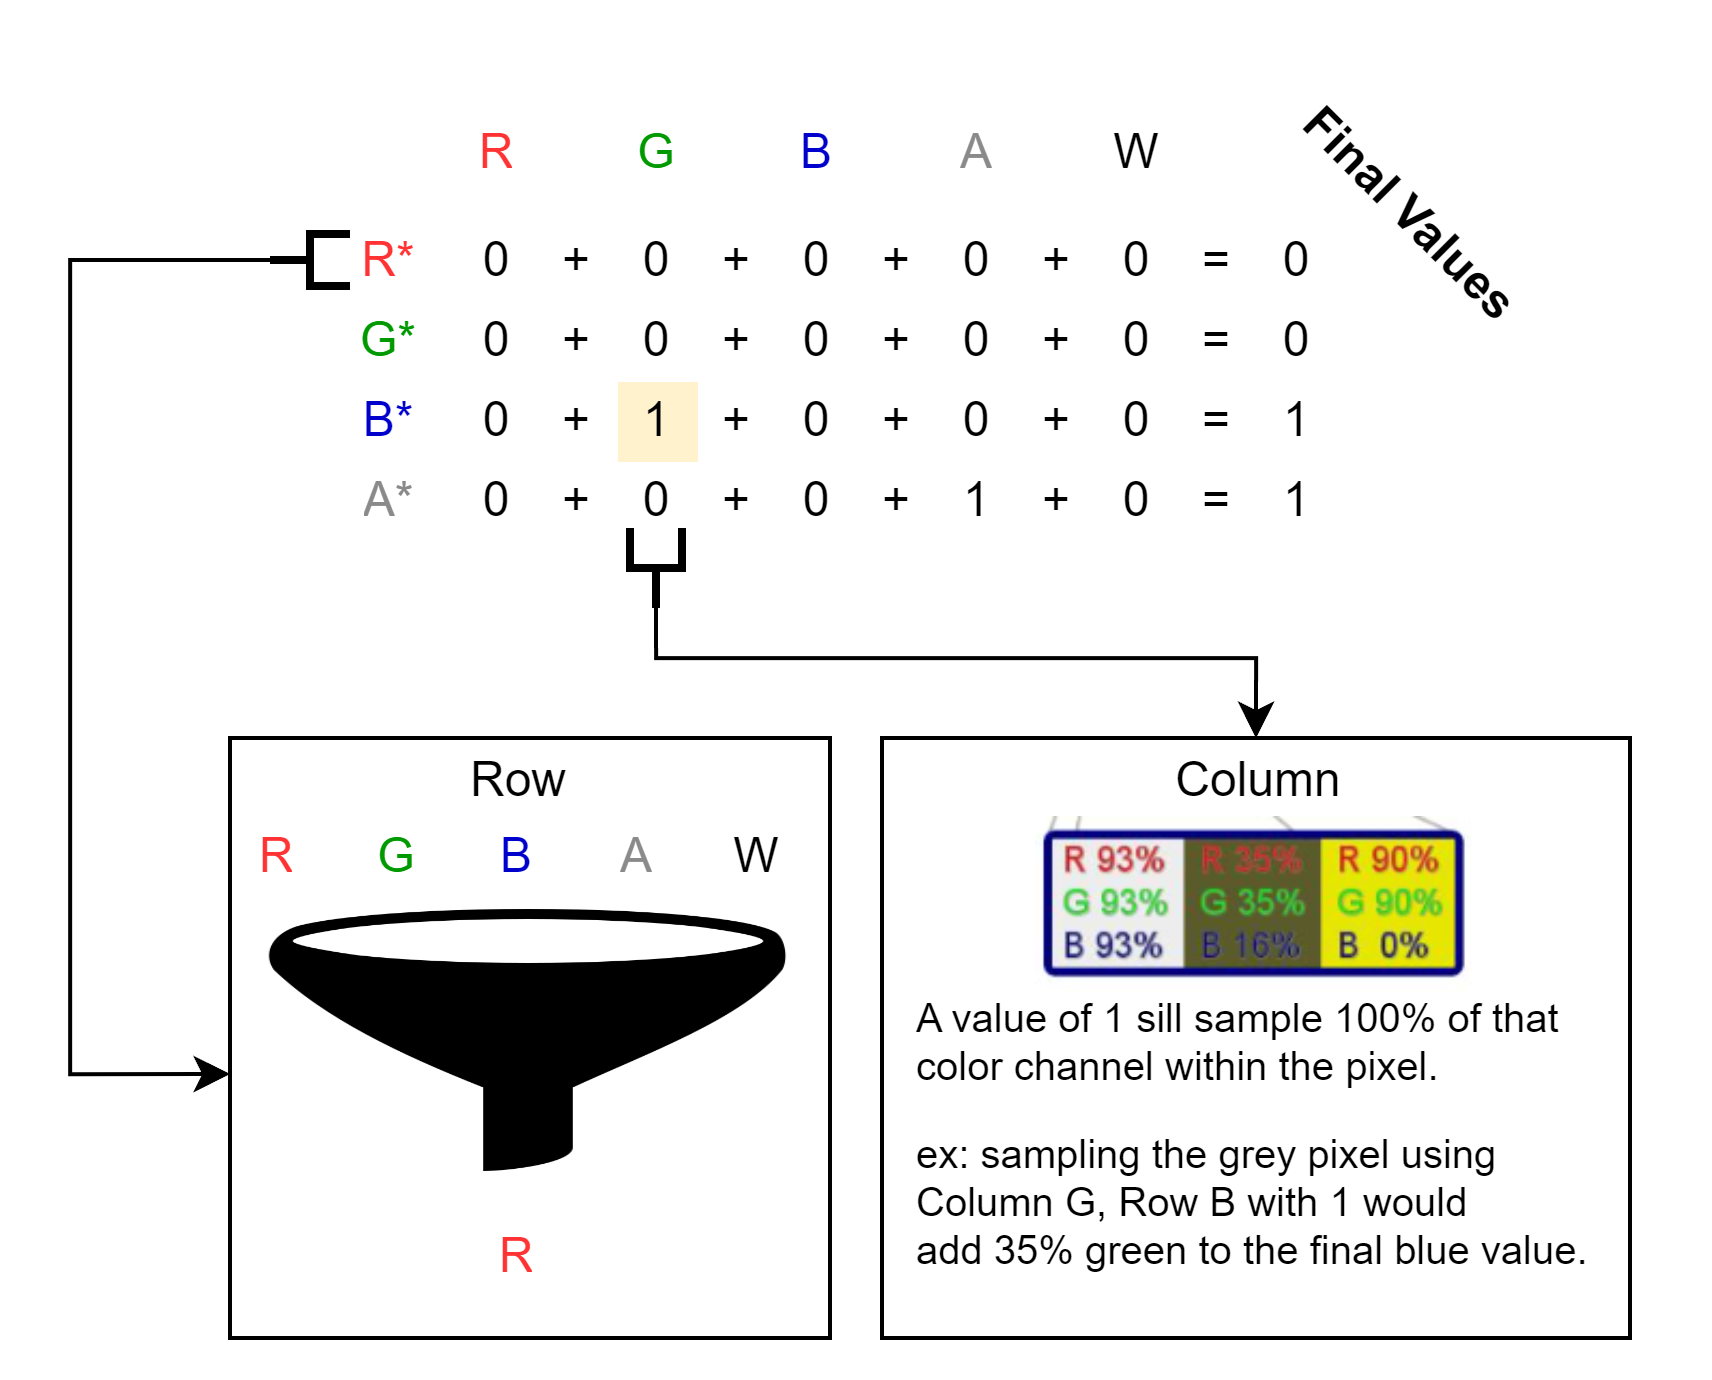 R G B A W
Final Values
R* 0 + 0 + 0 + 0 + 0 = 0
G* 0 + 0 + 0 + 0 + 0 = 0
B* 0 + 1 + 0 + 0 + 0 = 1
A* 0 + 0 + 0 + 1 + 0 = 1
Row
R G B A W
R
Column
R 93% R 35% R 90%
G 93% G 35% G 90%
B 93% B 16% B 0%
A value of 1 sill sample 100% of that
color channel within the pixel.
ex: sampling the grey pixel using
Column G, Row B with 1 would
add 35% green to the final blue value.